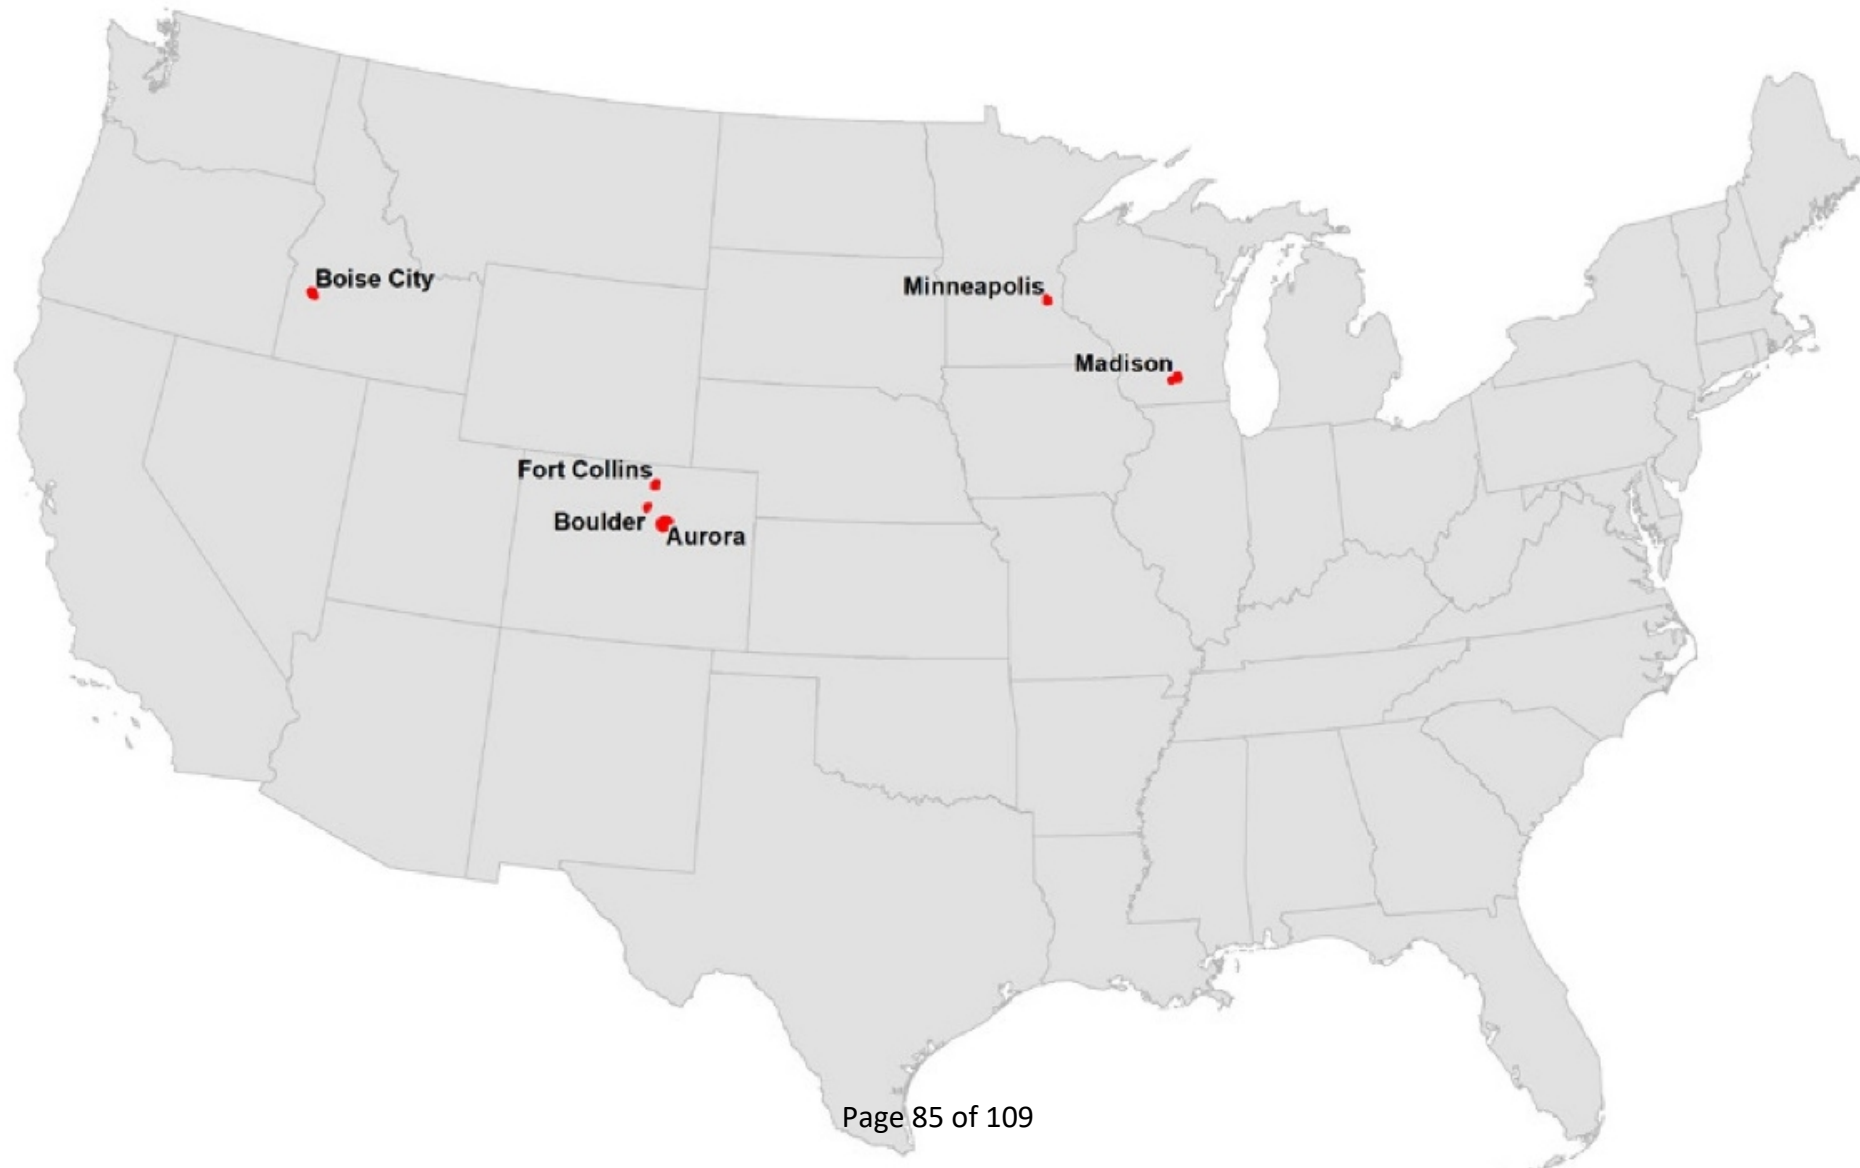 Boise City
Minneapolis
Madison
Fort Collins
Boulder
Aurora
Page 85 of 109